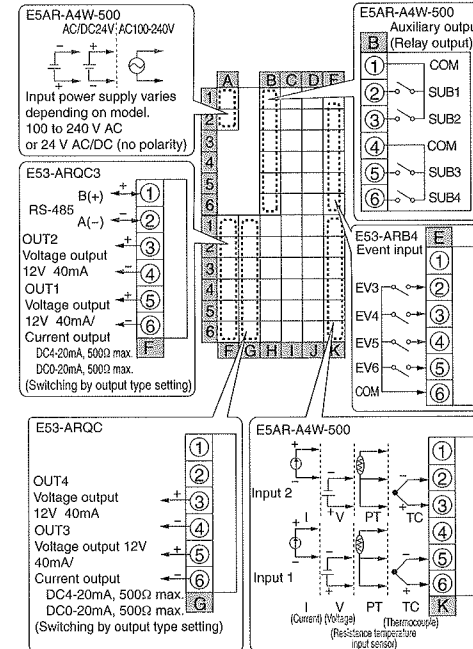 E5AR-A4W-500
AC/DC24V AC100-240V
Input power supply varies
depending on model.
100 to 240 V AC
or 24 V AC/DC (no polarity)
E5AR-A4W-500
Auxiliary
(Relay output)
B
1 COM
2 SUB1
3 SUB2
4 COM
5 SUB3
6 SUB4
A B C D E
1
2
3
4
5
6
1
2
3
4
5
6
F G H I J K
E53-ARQC3
B(+) + 1
RS-485
A(−) − 2
OUT2 + 3
Voltage output
12V 40mA − 4
OUT1 + 5
Voltage output
12V 40mA/ − 6
Current output
DC4-20mA, 500Ω max.
DC0-20mA, 500Ω max.
(Switching by output type setting)
F
E53-ARB4
Event input
E
1
EV3 2
EV4 3
EV5 4
EV6 5
COM 6
E53-ARQC
1
2
OUT4
Voltage output + 3
12V 40mA
OUT3 − 4
Voltage output 12V + 5
40mA/
Current output − 6
DC4-20mA, 500Ω max.
DC0-20mA, 500Ω max.
(Switching by output type setting)
G
E5AR-A4W-500
1
2
3
4
5
6
K
Input 2
I V PT TC
Input 1
I V PT TC
(Current) (Voltage) (Thermocouple)
(Resistance temperature
input sensor)